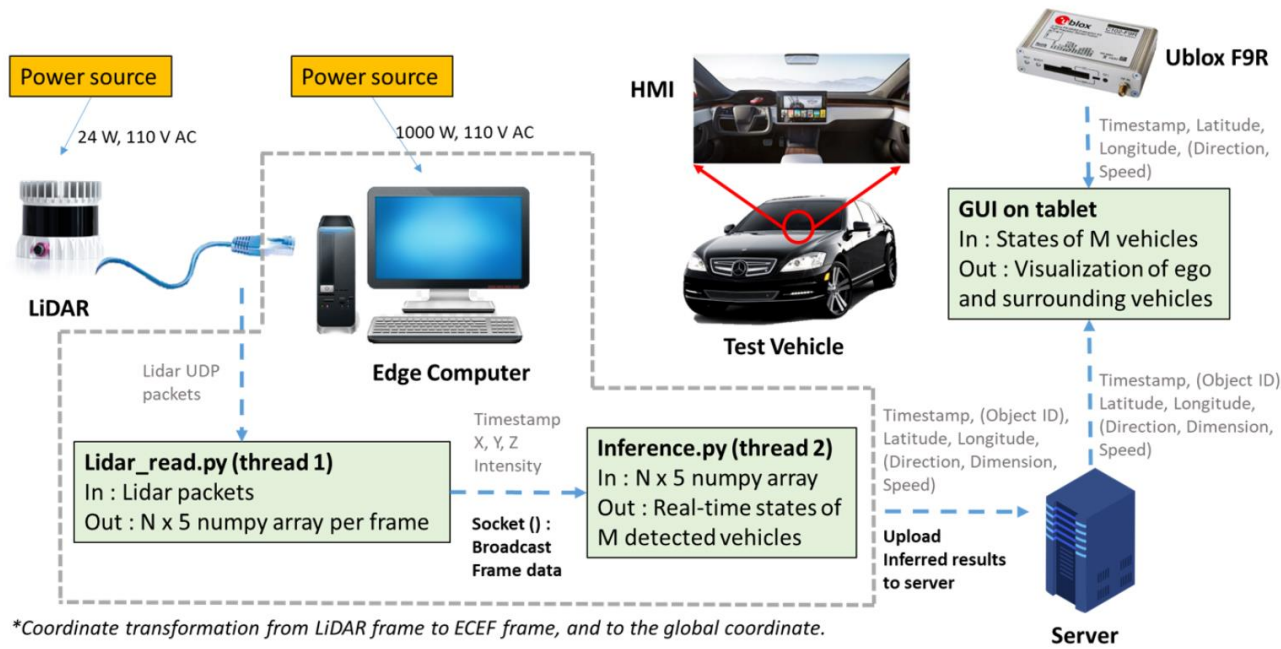 Power source
24 W, 110 V AC
LiDAR
Power source
1000 W, 110 V AC
Edge Computer
HMI
Test Vehicle
ublox
Ublox F9R
Timestamp, Latitude,
Longitude, (Direction,
Speed)
GUI on tablet
In : States of M vehicles
Out : Visualization of ego
and surrounding vehicles
Lidar UDP
packets
Lidar_read.py (thread 1)
In : Lidar packets
Out : N x 5 numpy array per frame
Timestamp
X, Y, Z
Intensity
Socket () :
Broadcast
Frame data
Inference.py (thread 2)
In : N x 5 numpy array
Out : Real-time states of
M detected vehicles
Timestamp, (Object ID),
Latitude, Longitude,
(Direction, Dimension,
Speed)
Upload
Inferred results
to server
Timestamp, (Object ID)
Latitude, Longitude,
(Direction, Dimension,
Speed)
Server
*Coordinate transformation from LiDAR frame to ECEF frame, and to the global coordinate.